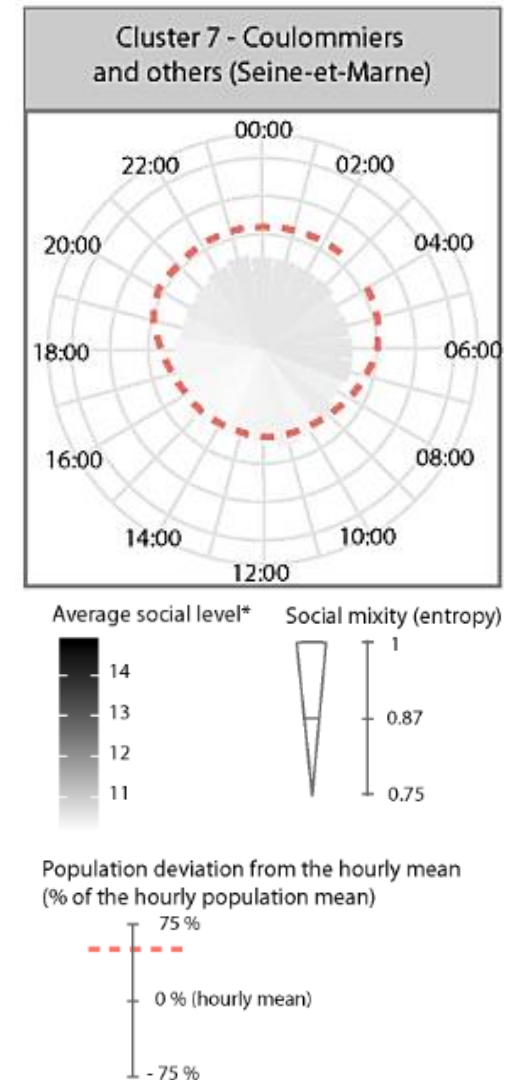 Cluster 7 - Coulommiers
and others (Seine-et-Marne)
00:00
22:00
02:00
20:00
04:00
18:00
06:00
16:00
08:00
14:00
10:00
12:00
Average social level*
Social mixity (entropy)
14
13
12
11
1
0.87
0.75
Population deviation from the hourly mean
(% of the hourly population mean)
75 %
0 % (hourly mean)
- 75 %